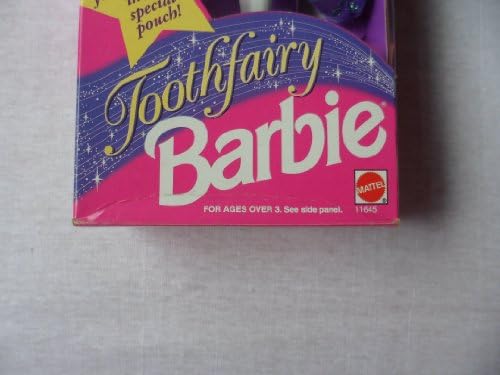 special
pouch!
Toothfairy
Barbie®
FOR AGES OVER 3. See side panel.
MATTEL
®
11645